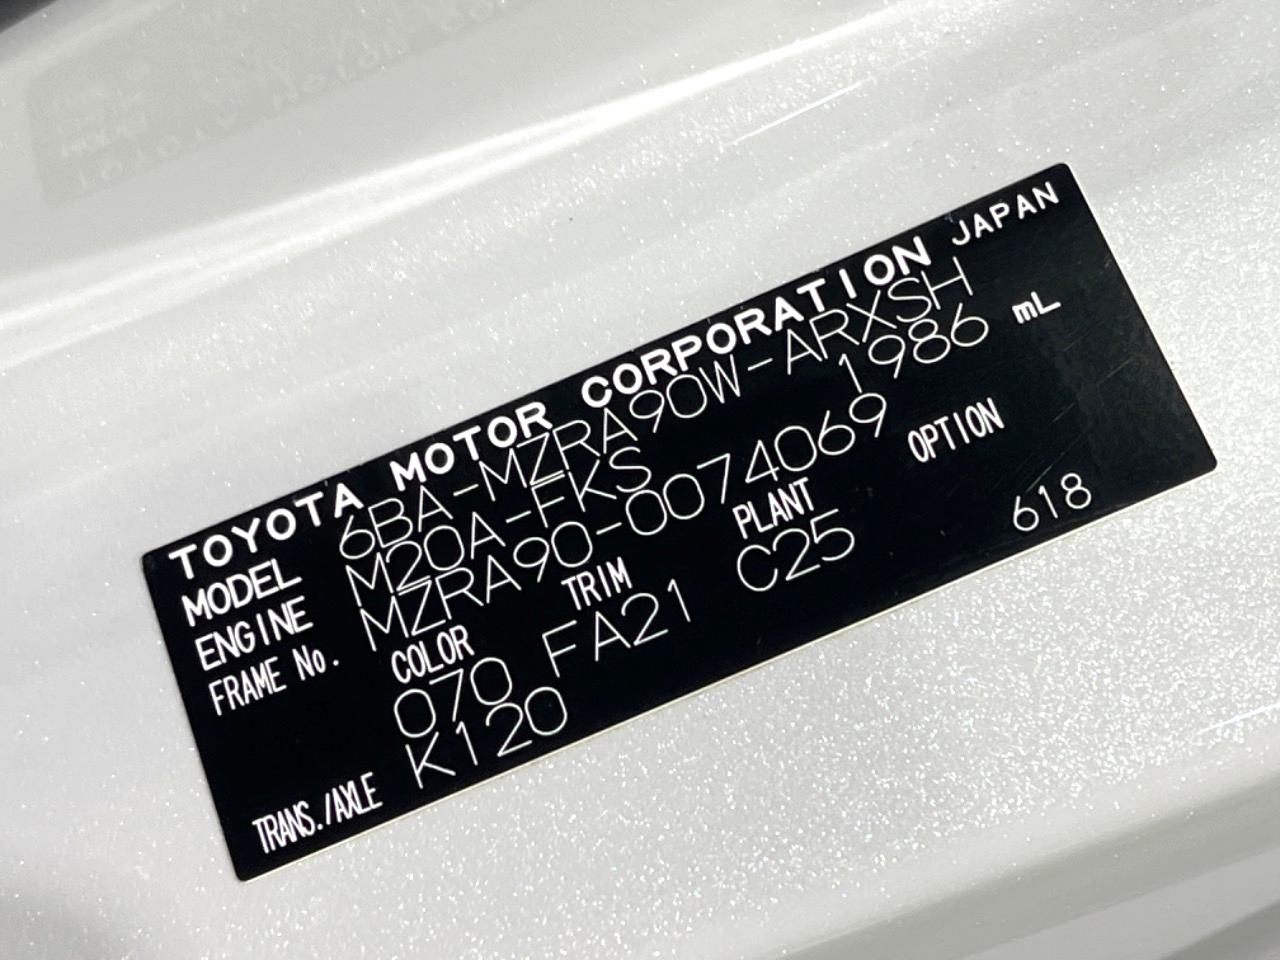 TOYOTA MOTOR CORPORATION JAPAN
MODEL 6BA-MZRA90W-ARXSH
ENGINE M20A-FKS 1986 mL
FRAME No. MZRA90-0074069
COLOR TRIM PLANT OPTION
070 FA21 C25 618
TRANS./AXLE K120